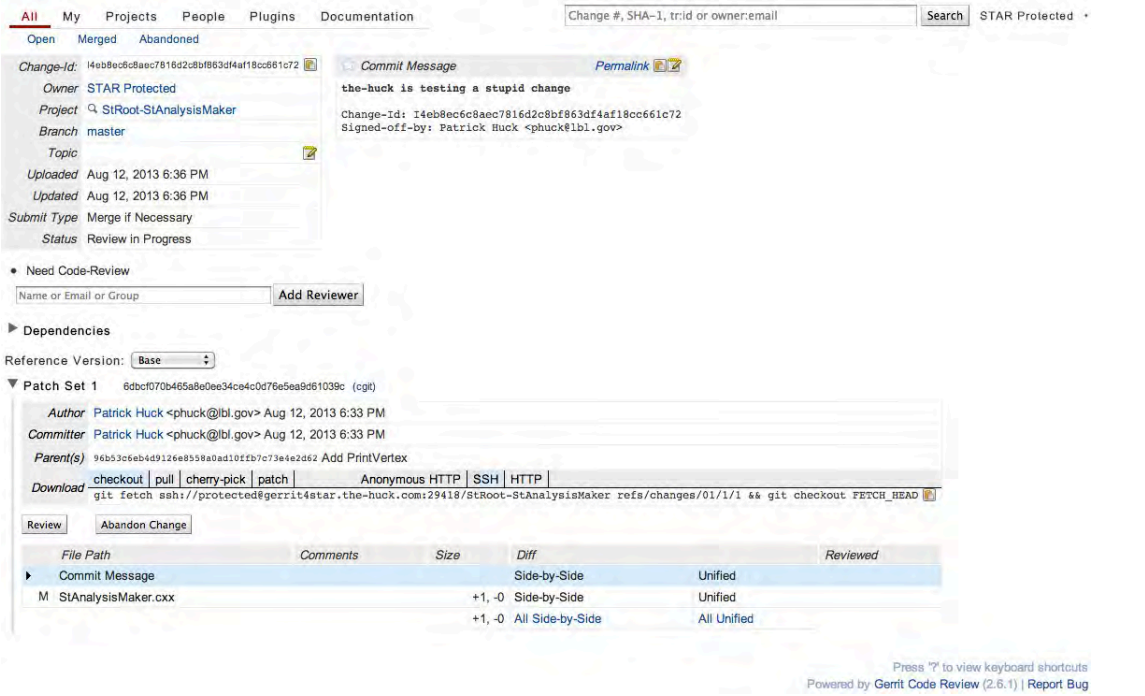 All My Projects People Plugins Documentation Change #, SHA-1, tr:id or owner:email Search STAR Protected
Open Merged Abandoned
Change-Id: I4eb8ec6c8aec7816d2c8bf863df4af18cc661c72
Owner STAR Protected
Project StRoot-StAnalysisMaker
Branch master
Topic
Uploaded Aug 12, 2013 6:36 PM
Updated Aug 12, 2013 6:36 PM
Submit Type Merge if Necessary
Status Review in Progress
Commit Message Permalink
the-huck is testing a stupid change
Change-Id: I4eb8ec6c8aec7816d2c8bf863df4af18cc661c72
Signed-off-by: Patrick Huck <phuck@lbl.gov>
• Need Code-Review
Name or Email or Group Add Reviewer
Dependencies
Reference Version: Base
Patch Set 1 6dbcf070b465a8e0ee34ce4c0d76e5ea9d61039c (cgit)
Author Patrick Huck <phuck@lbl.gov> Aug 12, 2013 6:33 PM
Committer Patrick Huck <phuck@lbl.gov> Aug 12, 2013 6:33 PM
Parent(s) 96b53c6eb4d9126e8558a0ad10ffb7c73e4e2d62 Add PrintVertex
Download checkout | pull | cherry-pick | patch | Anonymous HTTP | SSH | HTTP |
git fetch ssh://protected@gerrit4star.the-huck.com:29418/StRoot-StAnalysisMaker refs/changes/01/1/1 && git checkout FETCH_HEAD
Review Abandon Change
File Path Comments Size Diff Reviewed
Commit Message Side-by-Side Unified
M StAnalysisMaker.cxx +1, -0 Side-by-Side Unified
+1, -0 All Side-by-Side All Unified
Press '?' to view keyboard shortcuts
Powered by Gerrit Code Review (2.6.1) | Report Bug